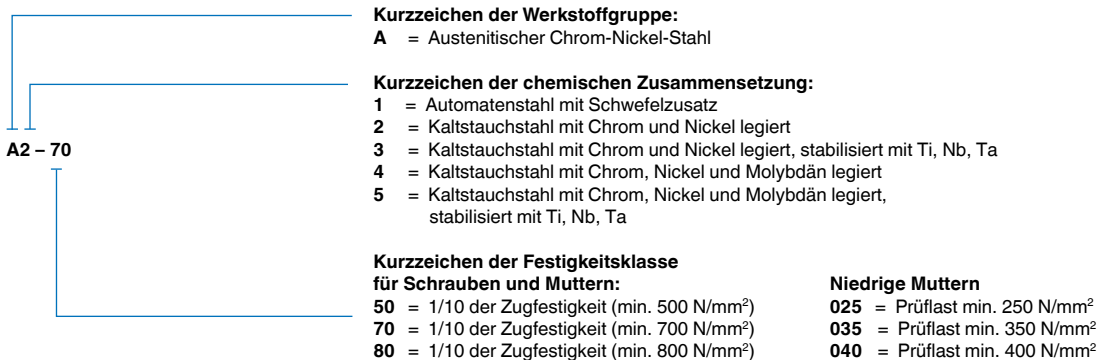 Kurzzeichen der Werkstoffgruppe:
A = Austenitischer Chrom-Nickel-Stahl
Kurzzeichen der chemischen Zusammensetzung:
1 = Automatenstahl mit Schwefelzusatz
2 = Kaltstauchstahl mit Chrom und Nickel legiert
3 = Kaltstauchstahl mit Chrom und Nickel legiert, stabilisiert mit Ti, Nb, Ta
4 = Kaltstauchstahl mit Chrom, Nickel und Molybdän legiert
5 = Kaltstauchstahl mit Chrom, Nickel und Molybdän legiert,
stabilisiert mit Ti, Nb, Ta
A2 – 70
Kurzzeichen der Festigkeitsklasse
für Schrauben und Muttern:
50 = 1/10 der Zugfestigkeit (min. 500 N/mm²)
70 = 1/10 der Zugfestigkeit (min. 700 N/mm²)
80 = 1/10 der Zugfestigkeit (min. 800 N/mm²)
Niedrige Muttern
025 = Prüflast min. 250 N/mm²
035 = Prüflast min. 350 N/mm²
040 = Prüflast min. 400 N/mm²